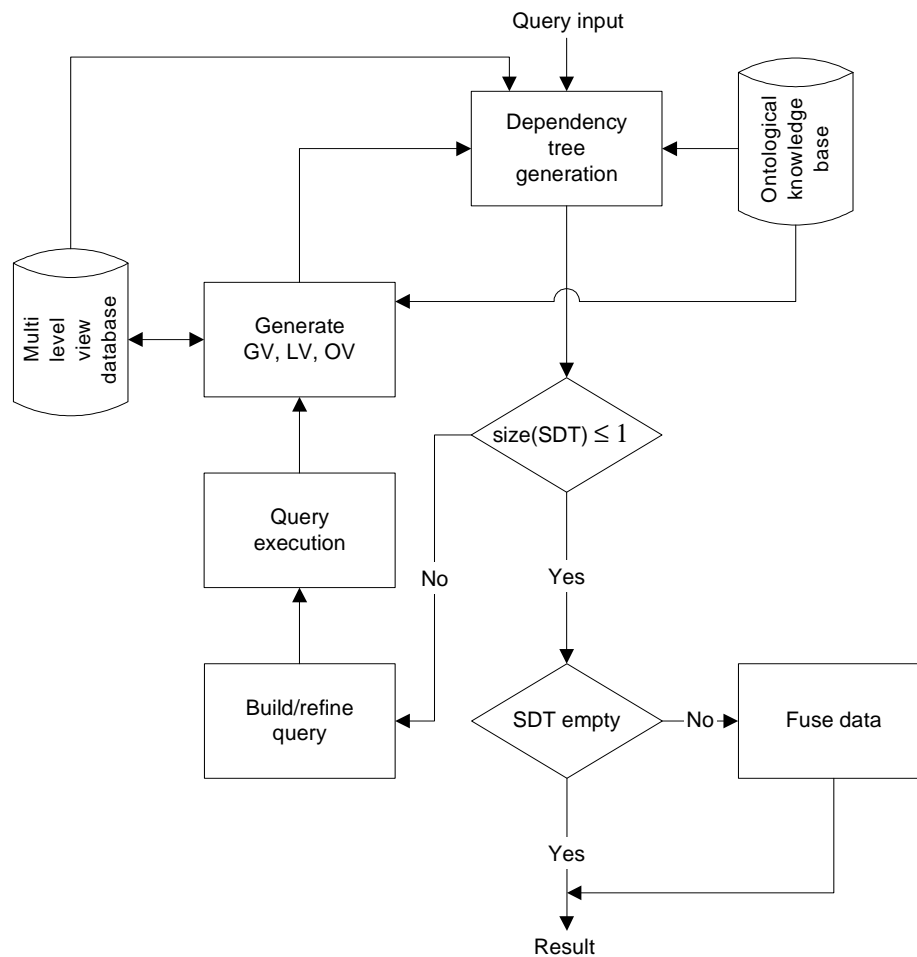 Query input
Dependency
tree
generation
Ontological
knowledge
base
Multi
level
view
database
Generate
GV, LV, OV
size(SDT) ≤ 1
Query
execution
No
Yes
Build/refine
query
SDT empty
No
Fuse data
Yes
Result